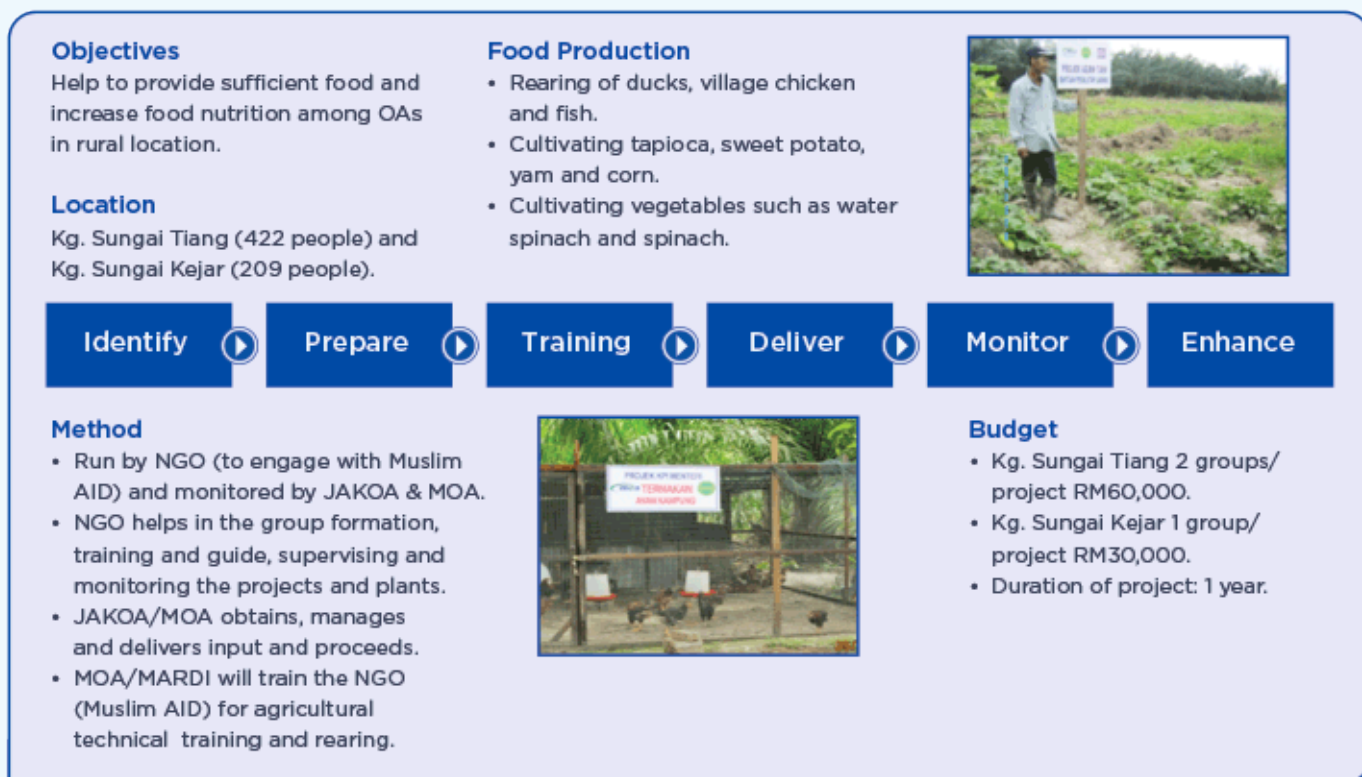 Objectives
Help to provide sufficient food and
increase food nutrition among OAs
in rural location.
Location
Kg. Sungai Tiang (422 people) and
Kg. Sungai Kejar (209 people).
Food Production
• Rearing of ducks, village chicken
and fish.
• Cultivating tapioca, sweet potato,
yam and corn.
• Cultivating vegetables such as water
spinach and spinach.
Identify
Prepare
Training
Deliver
Monitor
Enhance
Method
• Run by NGO (to engage with Muslim
AID) and monitored by JAKOA & MOA.
• NGO helps in the group formation,
training and guide, supervising and
monitoring the projects and plants.
• JAKOA/MOA obtains, manages
and delivers input and proceeds.
• MOA/MARDI will train the NGO
(Muslim AID) for agricultural
technical training and rearing.
TERNAKAN
AYAM KAMPUNG
Budget
• Kg. Sungai Tiang 2 groups/
project RM60,000.
• Kg. Sungai Kejar 1 group/
project RM30,000.
• Duration of project: 1 year.